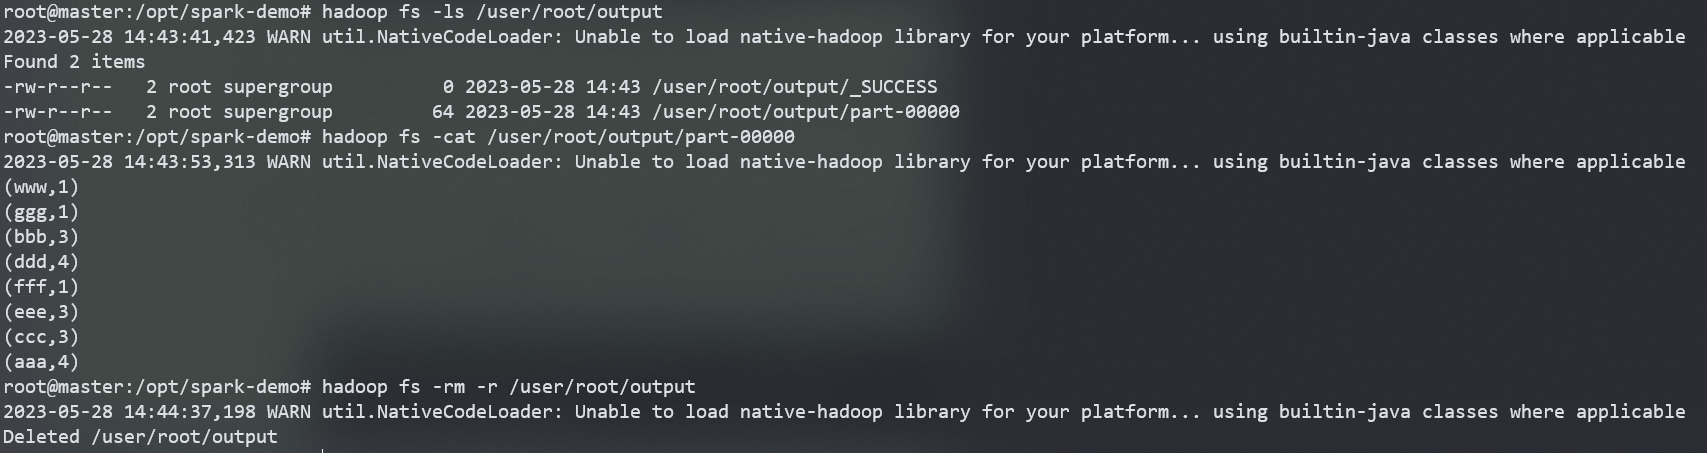 root@master:/opt/spark-demo# hadoop fs -ls /user/root/output
2023-05-28 14:43:41,423 WARN util.NativeCodeLoader: Unable to load native-hadoop library for your platform... using builtin-java classes where applicable
Found 2 items
-rw-r--r--   2 root supergroup          0 2023-05-28 14:43 /user/root/output/_SUCCESS
-rw-r--r--   2 root supergroup         64 2023-05-28 14:43 /user/root/output/part-00000
root@master:/opt/spark-demo# hadoop fs -cat /user/root/output/part-00000
2023-05-28 14:43:53,313 WARN util.NativeCodeLoader: Unable to load native-hadoop library for your platform... using builtin-java classes where applicable
(www,1)
(ggg,1)
(bbb,3)
(ddd,4)
(fff,1)
(eee,3)
(ccc,3)
(aaa,4)
root@master:/opt/spark-demo# hadoop fs -rm -r /user/root/output
2023-05-28 14:44:37,198 WARN util.NativeCodeLoader: Unable to load native-hadoop library for your platform... using builtin-java classes where applicable
Deleted /user/root/output